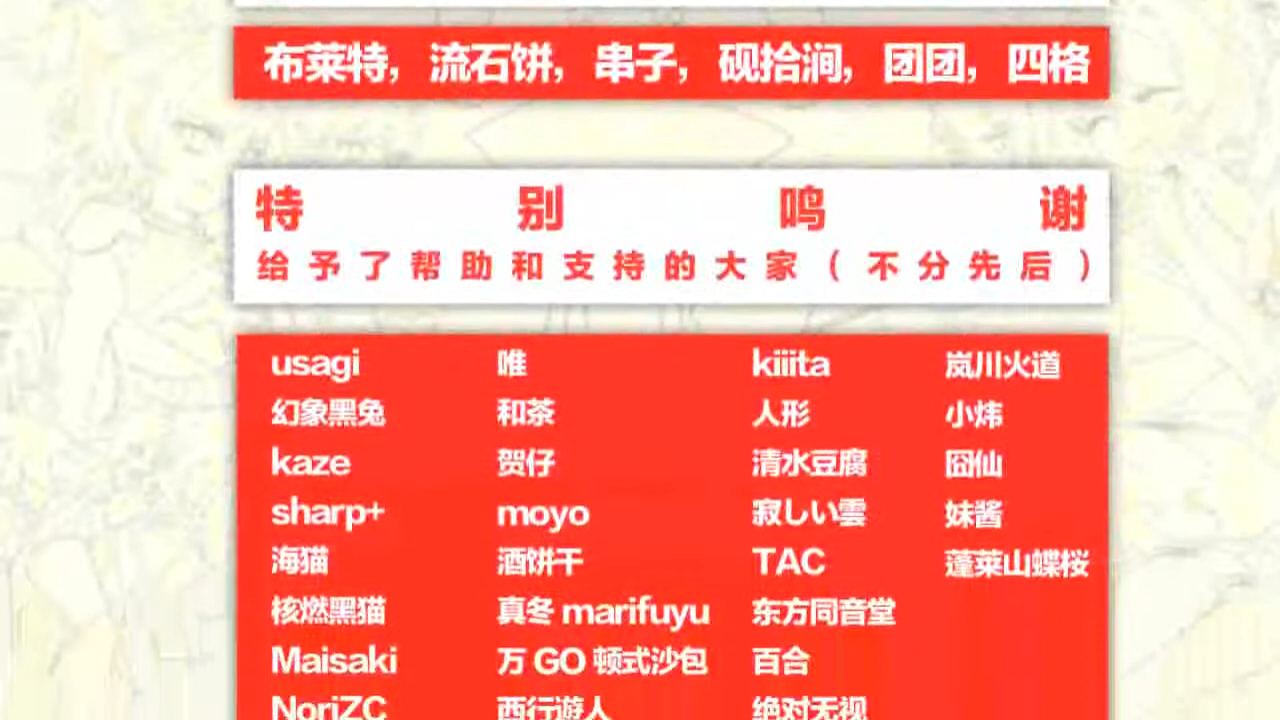 布莱特，流石饼，串子，砚拾涧，团团，四格
特别鸣谢
给予了帮助和支持的大家（不分先后）
usagi 唯 kiiita 岚川火道
幻象黑兔 和茶 人形 小炜
kaze 贺仔 清水豆腐 囧仙
sharp+ moyo 寂しい雲 妹酱
海猫 酒饼干 TAC 蓬莱山蝶桜
核燃黑猫 真冬 marifuyu 东方同音堂
Maisaki 万 GO 顿式沙包 百合
NoriZC 西行遊人 绝对无视